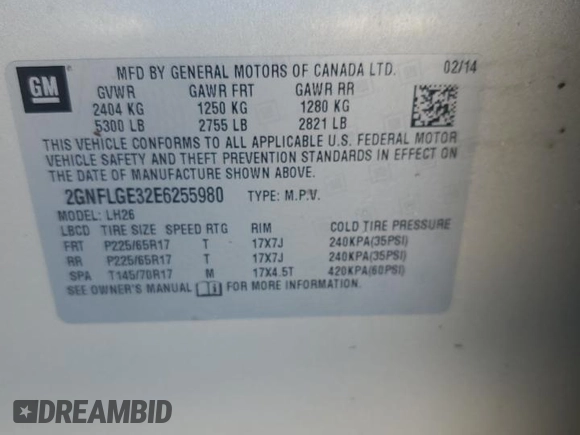 GM
MFD BY GENERAL MOTORS OF CANADA LTD. 02/14
GVWR GAWR FRT GAWR RR
2404 KG 1250 KG 1280 KG
5300 LB 2755 LB 2821 LB
THIS VEHICLE CONFORMS TO ALL APPLICABLE U.S. FEDERAL MOTOR
VEHICLE SAFETY AND THEFT PREVENTION STANDARDS IN EFFECT ON
THE DATE OF MANUFACTURE SHOWN ABOVE.
2GNFLGE32E6255980 TYPE: M.P.V.
MODEL: LH26
LBCD TIRE SIZE SPEED RTG RIM COLD TIRE PRESSURE
FRT P225/65R17 T 17X7J 240KPA(35PSI)
RR P225/65R17 T 17X7J 240KPA(35PSI)
SPA T145/70R17 M 17X4.5T 420KPA(60PSI)
SEE OWNER'S MANUAL FOR MORE INFORMATION.
DREAMBID